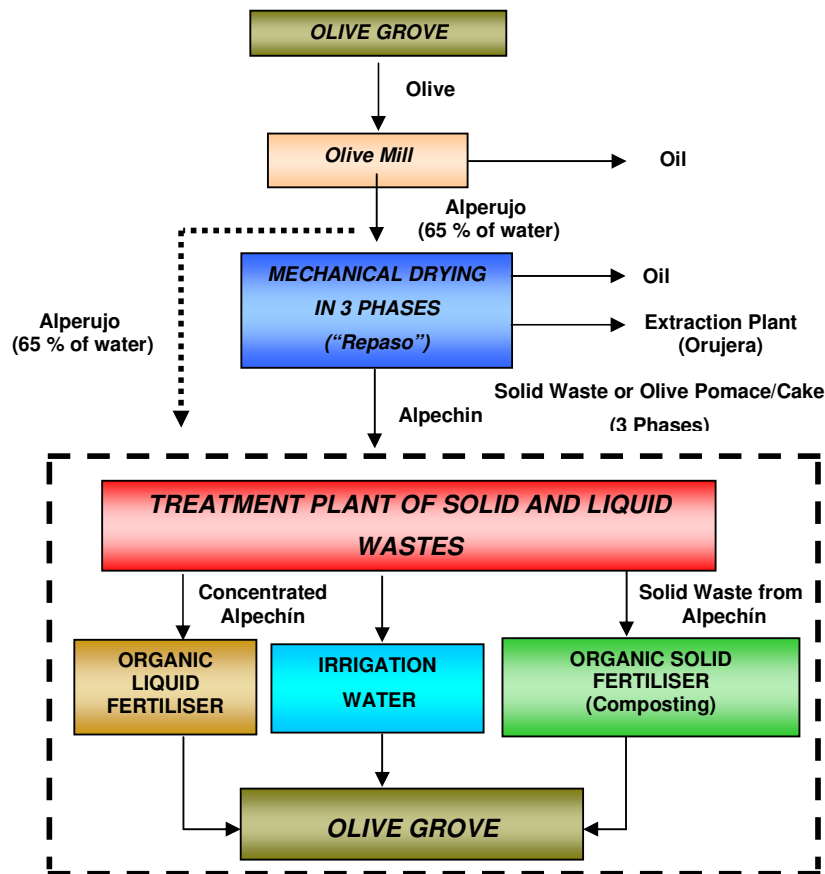 OLIVE GROVE
Olive
Olive Mill
Oil
Alperujo
(65 % of water)
MECHANICAL DRYING
IN 3 PHASES
("Repaso")
Oil
Extraction Plant
(Orujera)
Alperujo
(65 % of water)
Solid Waste or Olive Pomace/Cake
(3 Phases)
Alpechin
TREATMENT PLANT OF SOLID AND LIQUID
WASTES
Concentrated
Alpechín
Solid Waste from
Alpechín
ORGANIC
LIQUID
FERTILISER
IRRIGATION
WATER
ORGANIC SOLID
FERTILISER
(Composting)
OLIVE GROVE